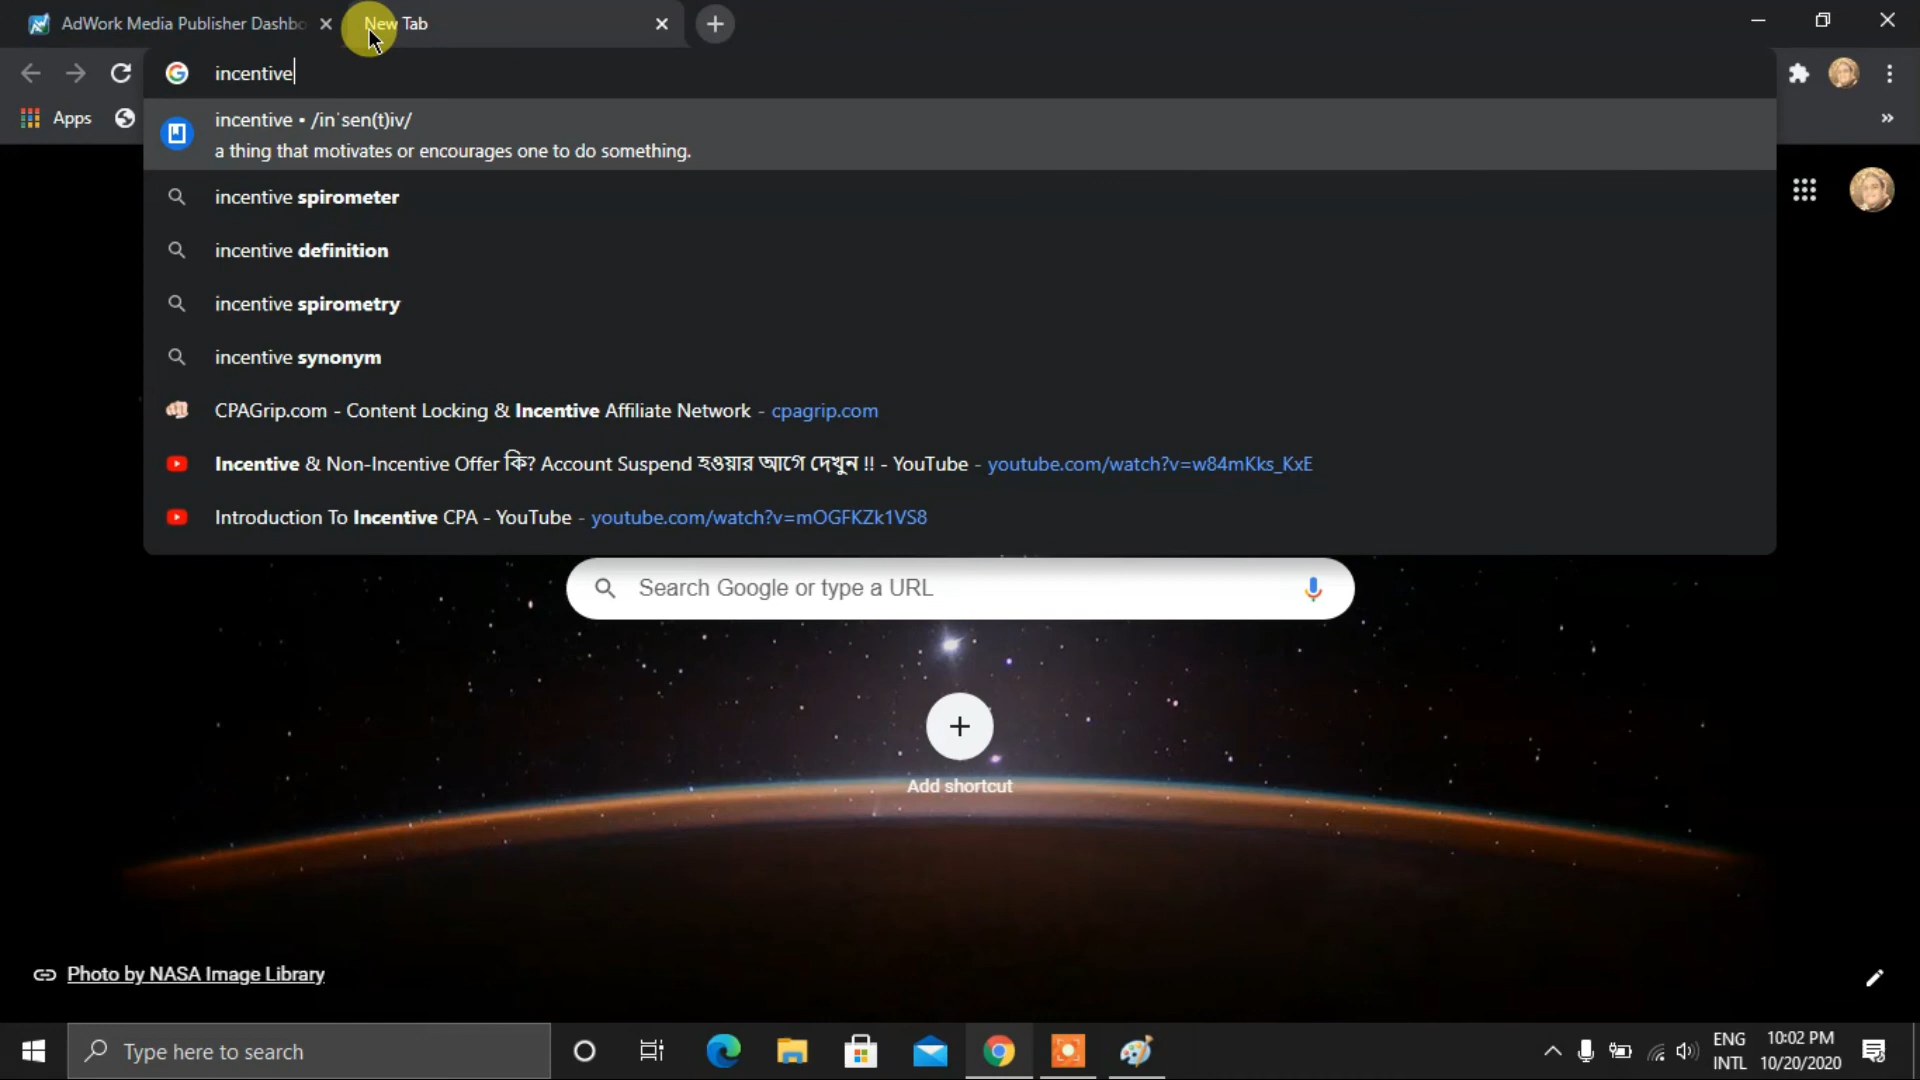 AdWork Media Publisher Dashbo
New Tab
incentive
Apps
incentive • /inˈsen(t)iv/
a thing that motivates or encourages one to do something.
incentive spirometer
incentive definition
incentive spirometry
incentive synonym
CPAGrip.com - Content Locking & Incentive Affiliate Network - cpagrip.com
Incentive & Non-Incentive Offer কি? Account Suspend হওয়ার আগে দেখুন !! - YouTube - youtube.com/watch?v=w84mKks_KxE
Introduction To Incentive CPA - YouTube - youtube.com/watch?v=mOGFKZk1VS8
Search Google or type a URL
Add shortcut
Photo by NASA Image Library
Type here to search
ENG
INTL
10:02 PM
10/20/2020